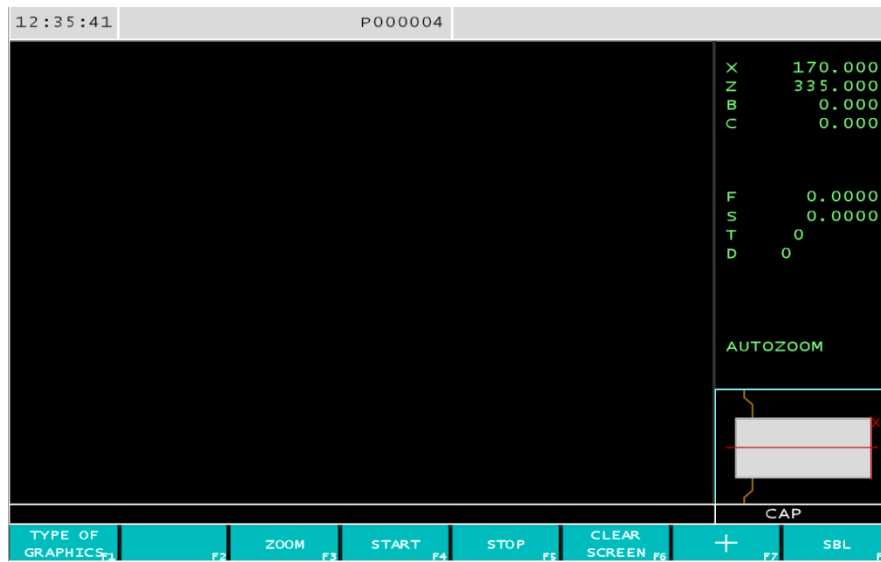 12:35:41 P000004
X 170.000
Z 335.000
B 0.000
C 0.000
F 0.0000
S 0.0000
T 0
D 0
AUTOZOOM
X
CAP
TYPE OF
GRAPHICS F1
F2
ZOOM F3
START F4
STOP F5
CLEAR
SCREEN F6
+ F7
SBL